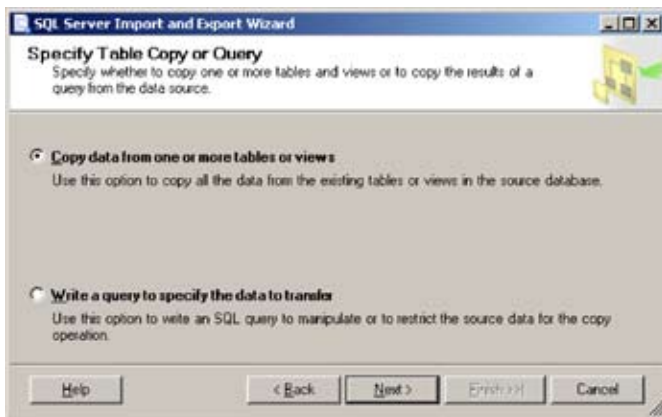 SQL Server Import and Export Wizard
Specify Table Copy or Query
Specify whether to copy one or more tables and views or to copy the results of a
query from the data source.
Copy data from one or more tables or views
Use this option to copy all the data from the existing tables or views in the source database.
Write a query to specify the data to transfer
Use this option to write an SQL query to manipulate or to restrict the source data for the copy
operation.
Help < Back Next > Finish >>| Cancel